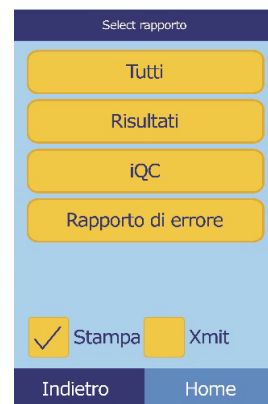 Select rapporto
Tutti
Risultati
iQC
Rapporto di errore
Stampa Xmit
Indietro Home